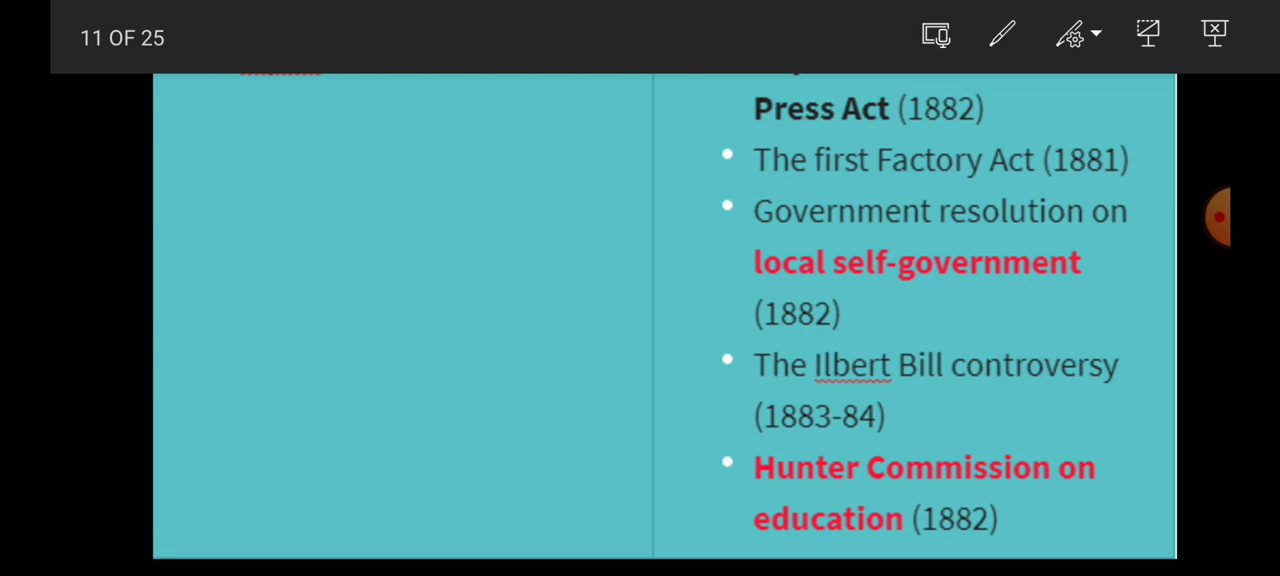 11 OF 25
Press Act (1882)
The first Factory Act (1881)
Government resolution on
local self-government
(1882)
The Ilbert Bill controversy
(1883-84)
Hunter Commission on
education (1882)